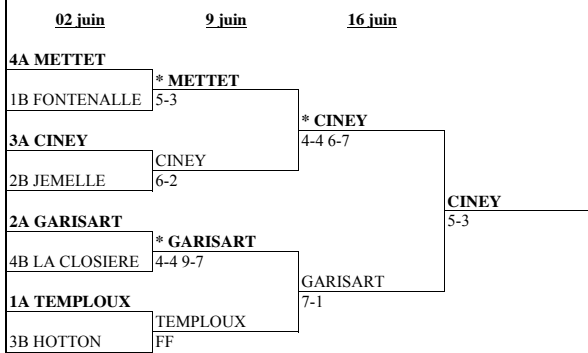 02 juin 9 juin 16 juin
4A METTET
* METTET
1B FONTENALLE 5-3
* CINEY
3A CINEY 4-4 6-7
CINEY
2B JEMELLE 6-2
CINEY
5-3
2A GARISART
* GARISART
4B LA CLOSIERE 4-4 9-7
GARISART
1A TEMPLOUX 7-1
TEMPLOUX
3B HOTTON FF